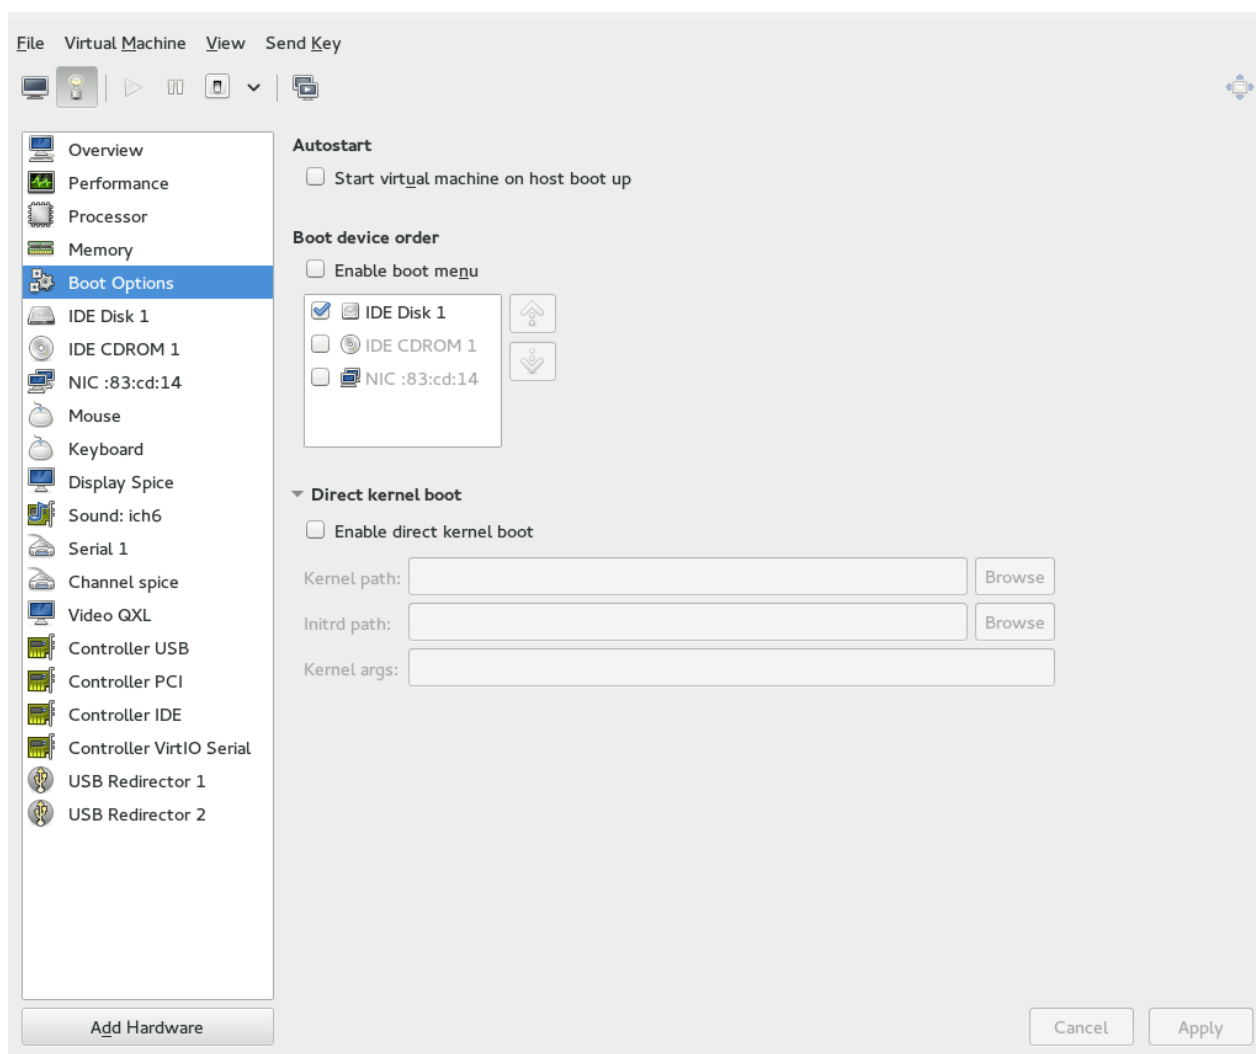 File Virtual Machine View Send Key
Overview
Performance
Processor
Memory
Boot Options
IDE Disk 1
IDE CDROM 1
NIC :83:cd:14
Mouse
Keyboard
Display Spice
Sound: ich6
Serial 1
Channel spice
Video QXL
Controller USB
Controller PCI
Controller IDE
Controller VirtIO Serial
USB Redirector 1
USB Redirector 2
Add Hardware
Autostart
Start virtual machine on host boot up
Boot device order
Enable boot menu
IDE Disk 1
IDE CDROM 1
NIC :83:cd:14
Direct kernel boot
Enable direct kernel boot
Kernel path: Browse
Initrd path: Browse
Kernel args:
Cancel Apply